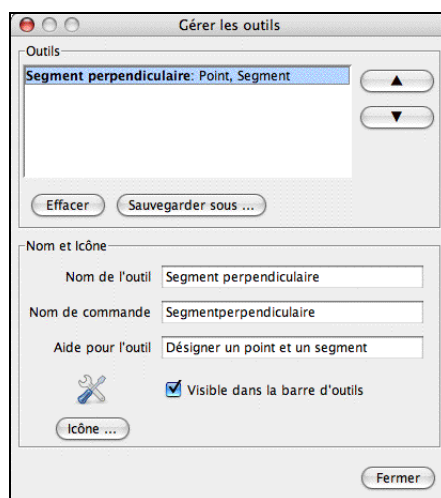 Gérer les outils
Outils
Segment perpendiculaire: Point, Segment
Effacer
Sauvegarder sous ...
Nom et Icône
Nom de l'outil
Segment perpendiculaire
Nom de commande
Segmentperpendiculaire
Aide pour l'outil
Désigner un point et un segment
Visible dans la barre d'outils
Icône ...
Fermer